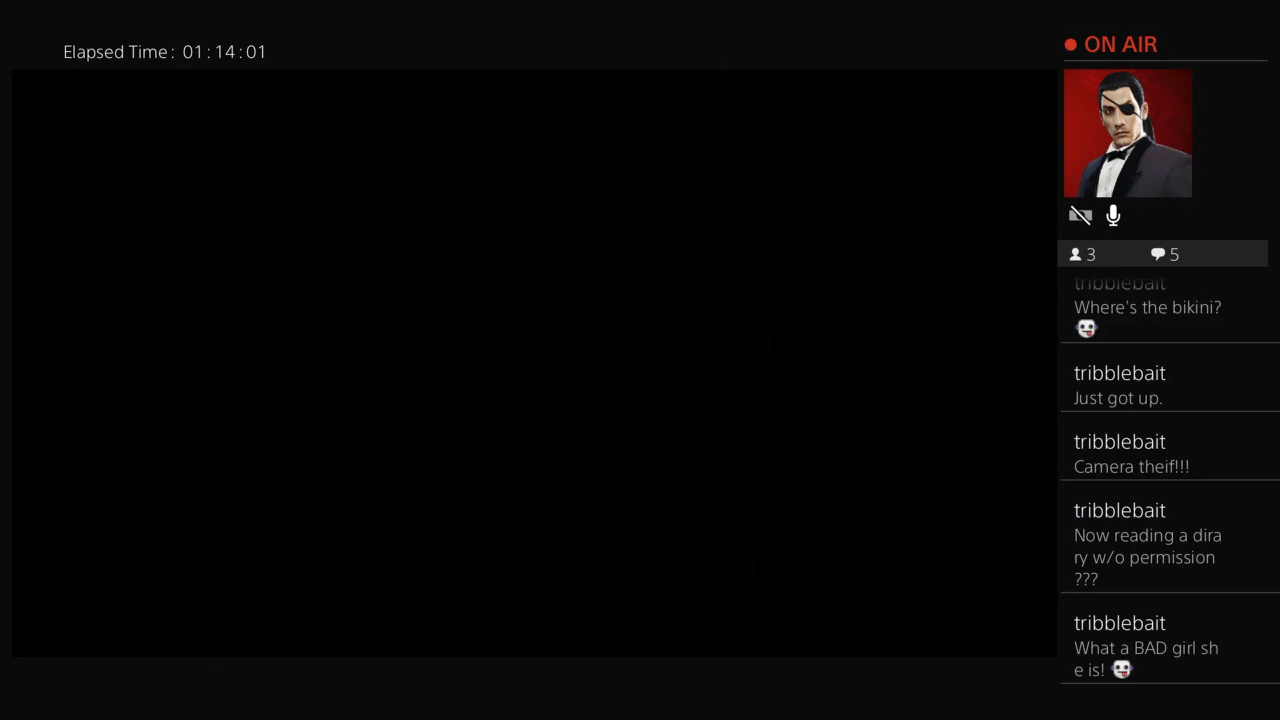 Elapsed Time: 01:14:01
ON AIR
3
5
tribblebait
Where's the bikini?
tribblebait
Just got up.
tribblebait
Camera theif!!!
tribblebait
Now reading a dira
ry w/o permission
???
tribblebait
What a BAD girl sh
e is!